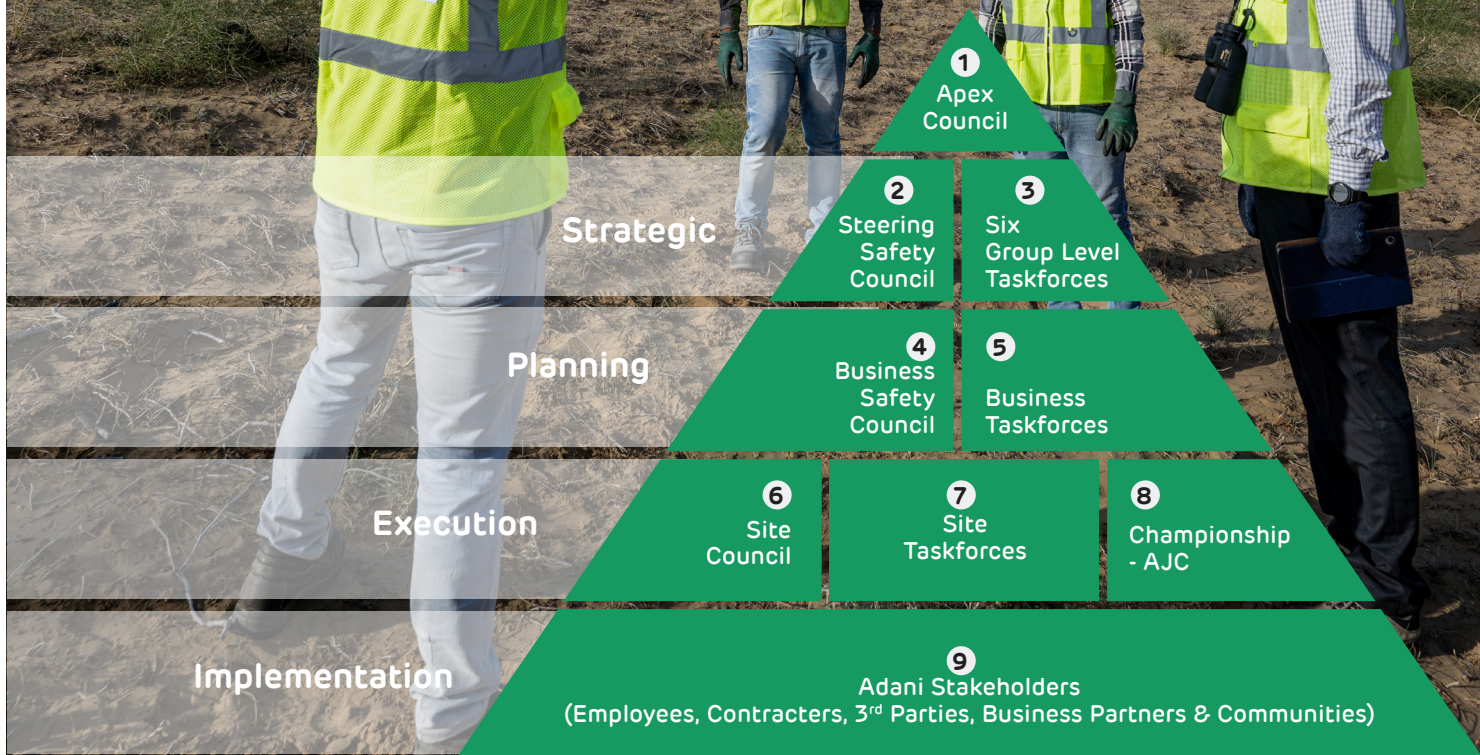 1
Apex
Council
Strategic
2
Steering
Safety
Council
3
Six
Group Level
Taskforces
Planning
4
Business
Safety
Council
5
Business
Taskforces
Execution
6
Site
Council
7
Site
Taskforces
8
Championship
- AJC
Implementation
9
Adani Stakeholders
(Employees, Contracters, 3rd Parties, Business Partners & Communities)